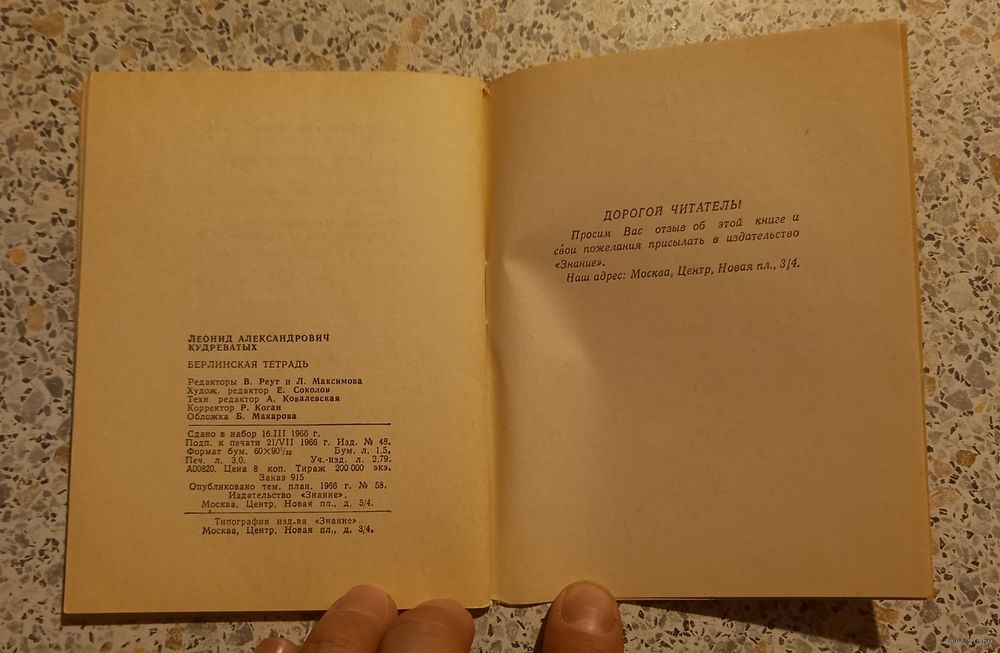 ЛЕОНИД АЛЕКСАНДРОВИЧ
КУДРЕВАТЫХ
БЕРЛИНСКАЯ ТЕТРАДЬ
Редакторы В. Реут и Л. Максимова
Худож. редактор Е. Соколов
Техн. редактор А. Ковалевская
Корректор Р. Коган
Обложка Б. Макарова
Сдано в набор 16.III 1966 г.
Подп. к печати 21/VII 1966 г. Изд. № 48.
Формат бум. 60×90¹/₃₂ Бум. л. 1,5.
Печ. л. 3,0. Уч.-изд. л. 2,79.
А00820. Цена 8 коп. Тираж 200 000 экз.
Заказ 915
Опубликовано тем. план. 1966 г. № 58.
Издательство «Знание».
Москва, Центр, Новая пл., д. 3/4.
Типография изд-ва «Знание».
Москва, Центр, Новая пл., д. 3/4.
ДОРОГОЙ ЧИТАТЕЛЬ!
Просим Вас отзыв об этой книге и
свои пожелания присылать в издательство
«Знание».
Наш адрес: Москва, Центр, Новая пл., 3/4.